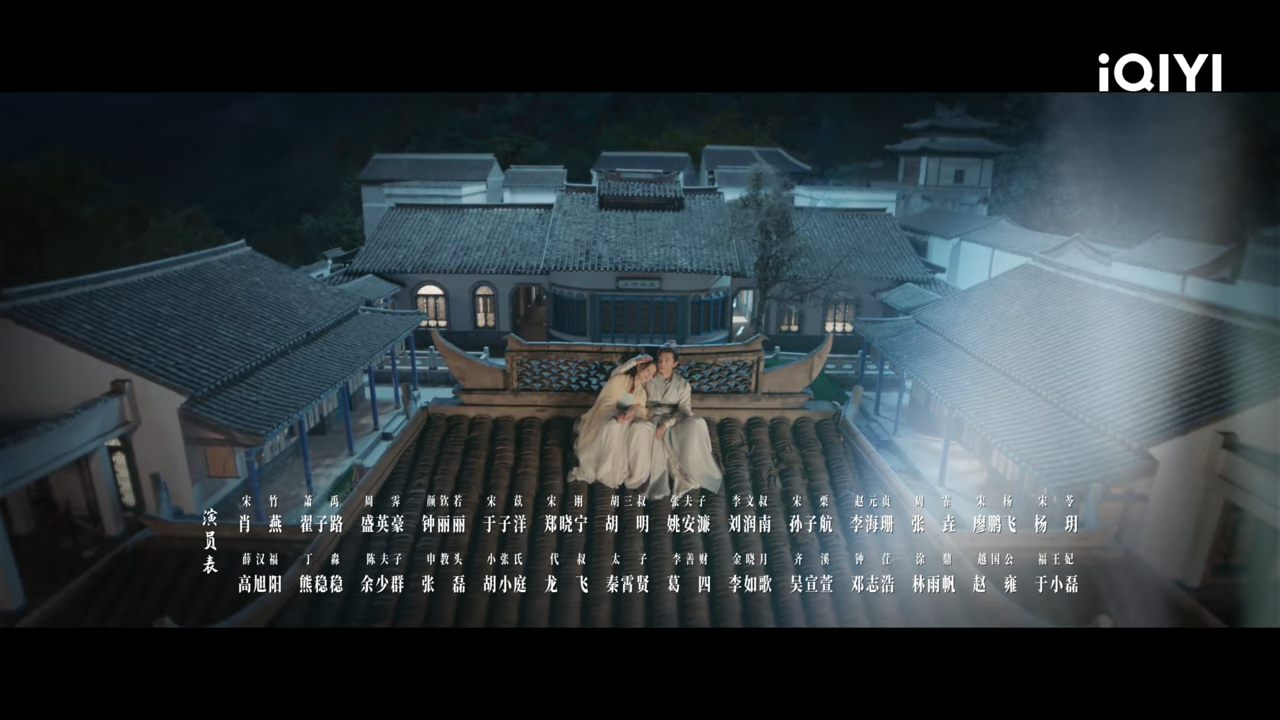 iQIYI
演员表
宋竹 萧禹 周霁 颜钦若 宋苡 宋翊 胡三叔 张夫子 李文叔 宋栗 赵元贞 周霏 宋杨 宋苓
肖燕 翟子路 盛英豪 钟丽丽 于子洋 郑晓宁 胡明 姚安濂 刘润南 孙子航 李海珊 张垚 廖鹏飞 杨玥
薛汉福 丁淼 陈夫子 申教头 小张氏 代叔 太子 李善财 金晓月 齐溪 钟茳 徐鼎 越国公 福王妃
高旭阳 熊稳稳 余少群 张磊 胡小庭 龙飞 秦霄贤 葛四 李如歌 吴宣萱 邓志浩 林雨帆 赵雍 于小磊